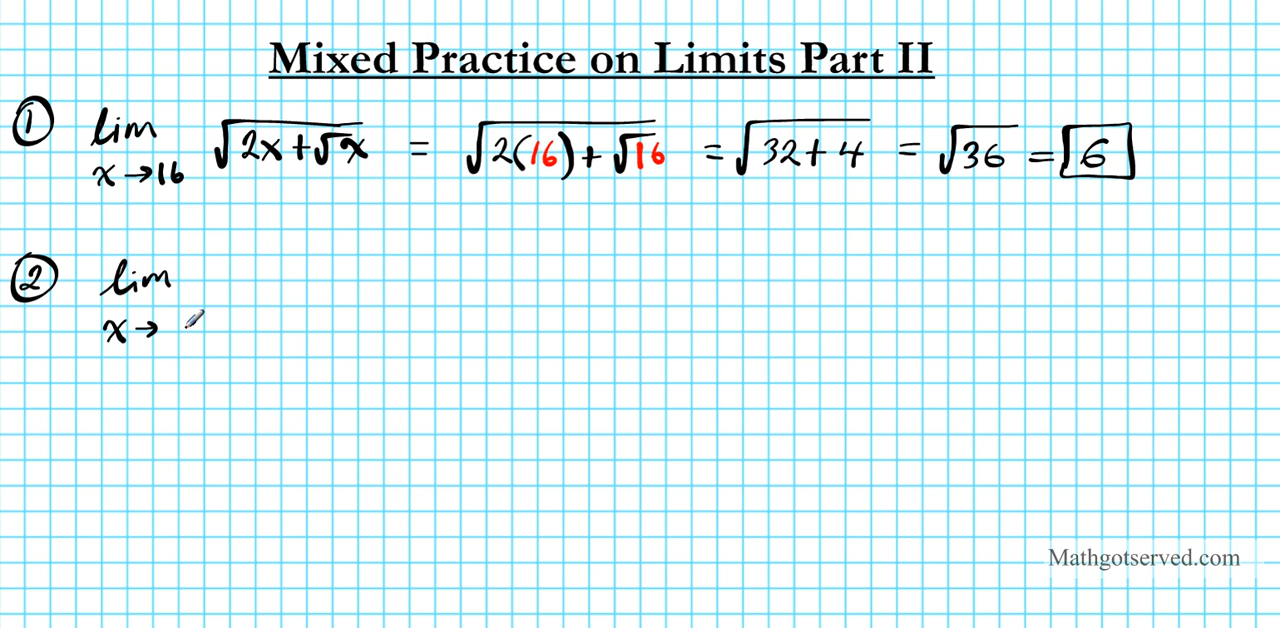 Mixed Practice on Limits Part II
① lim x→16 √(2x+√x) = √(2(16)+√16) = √(32+4) = √36 = 6
② lim x→
Mathgotserved.com